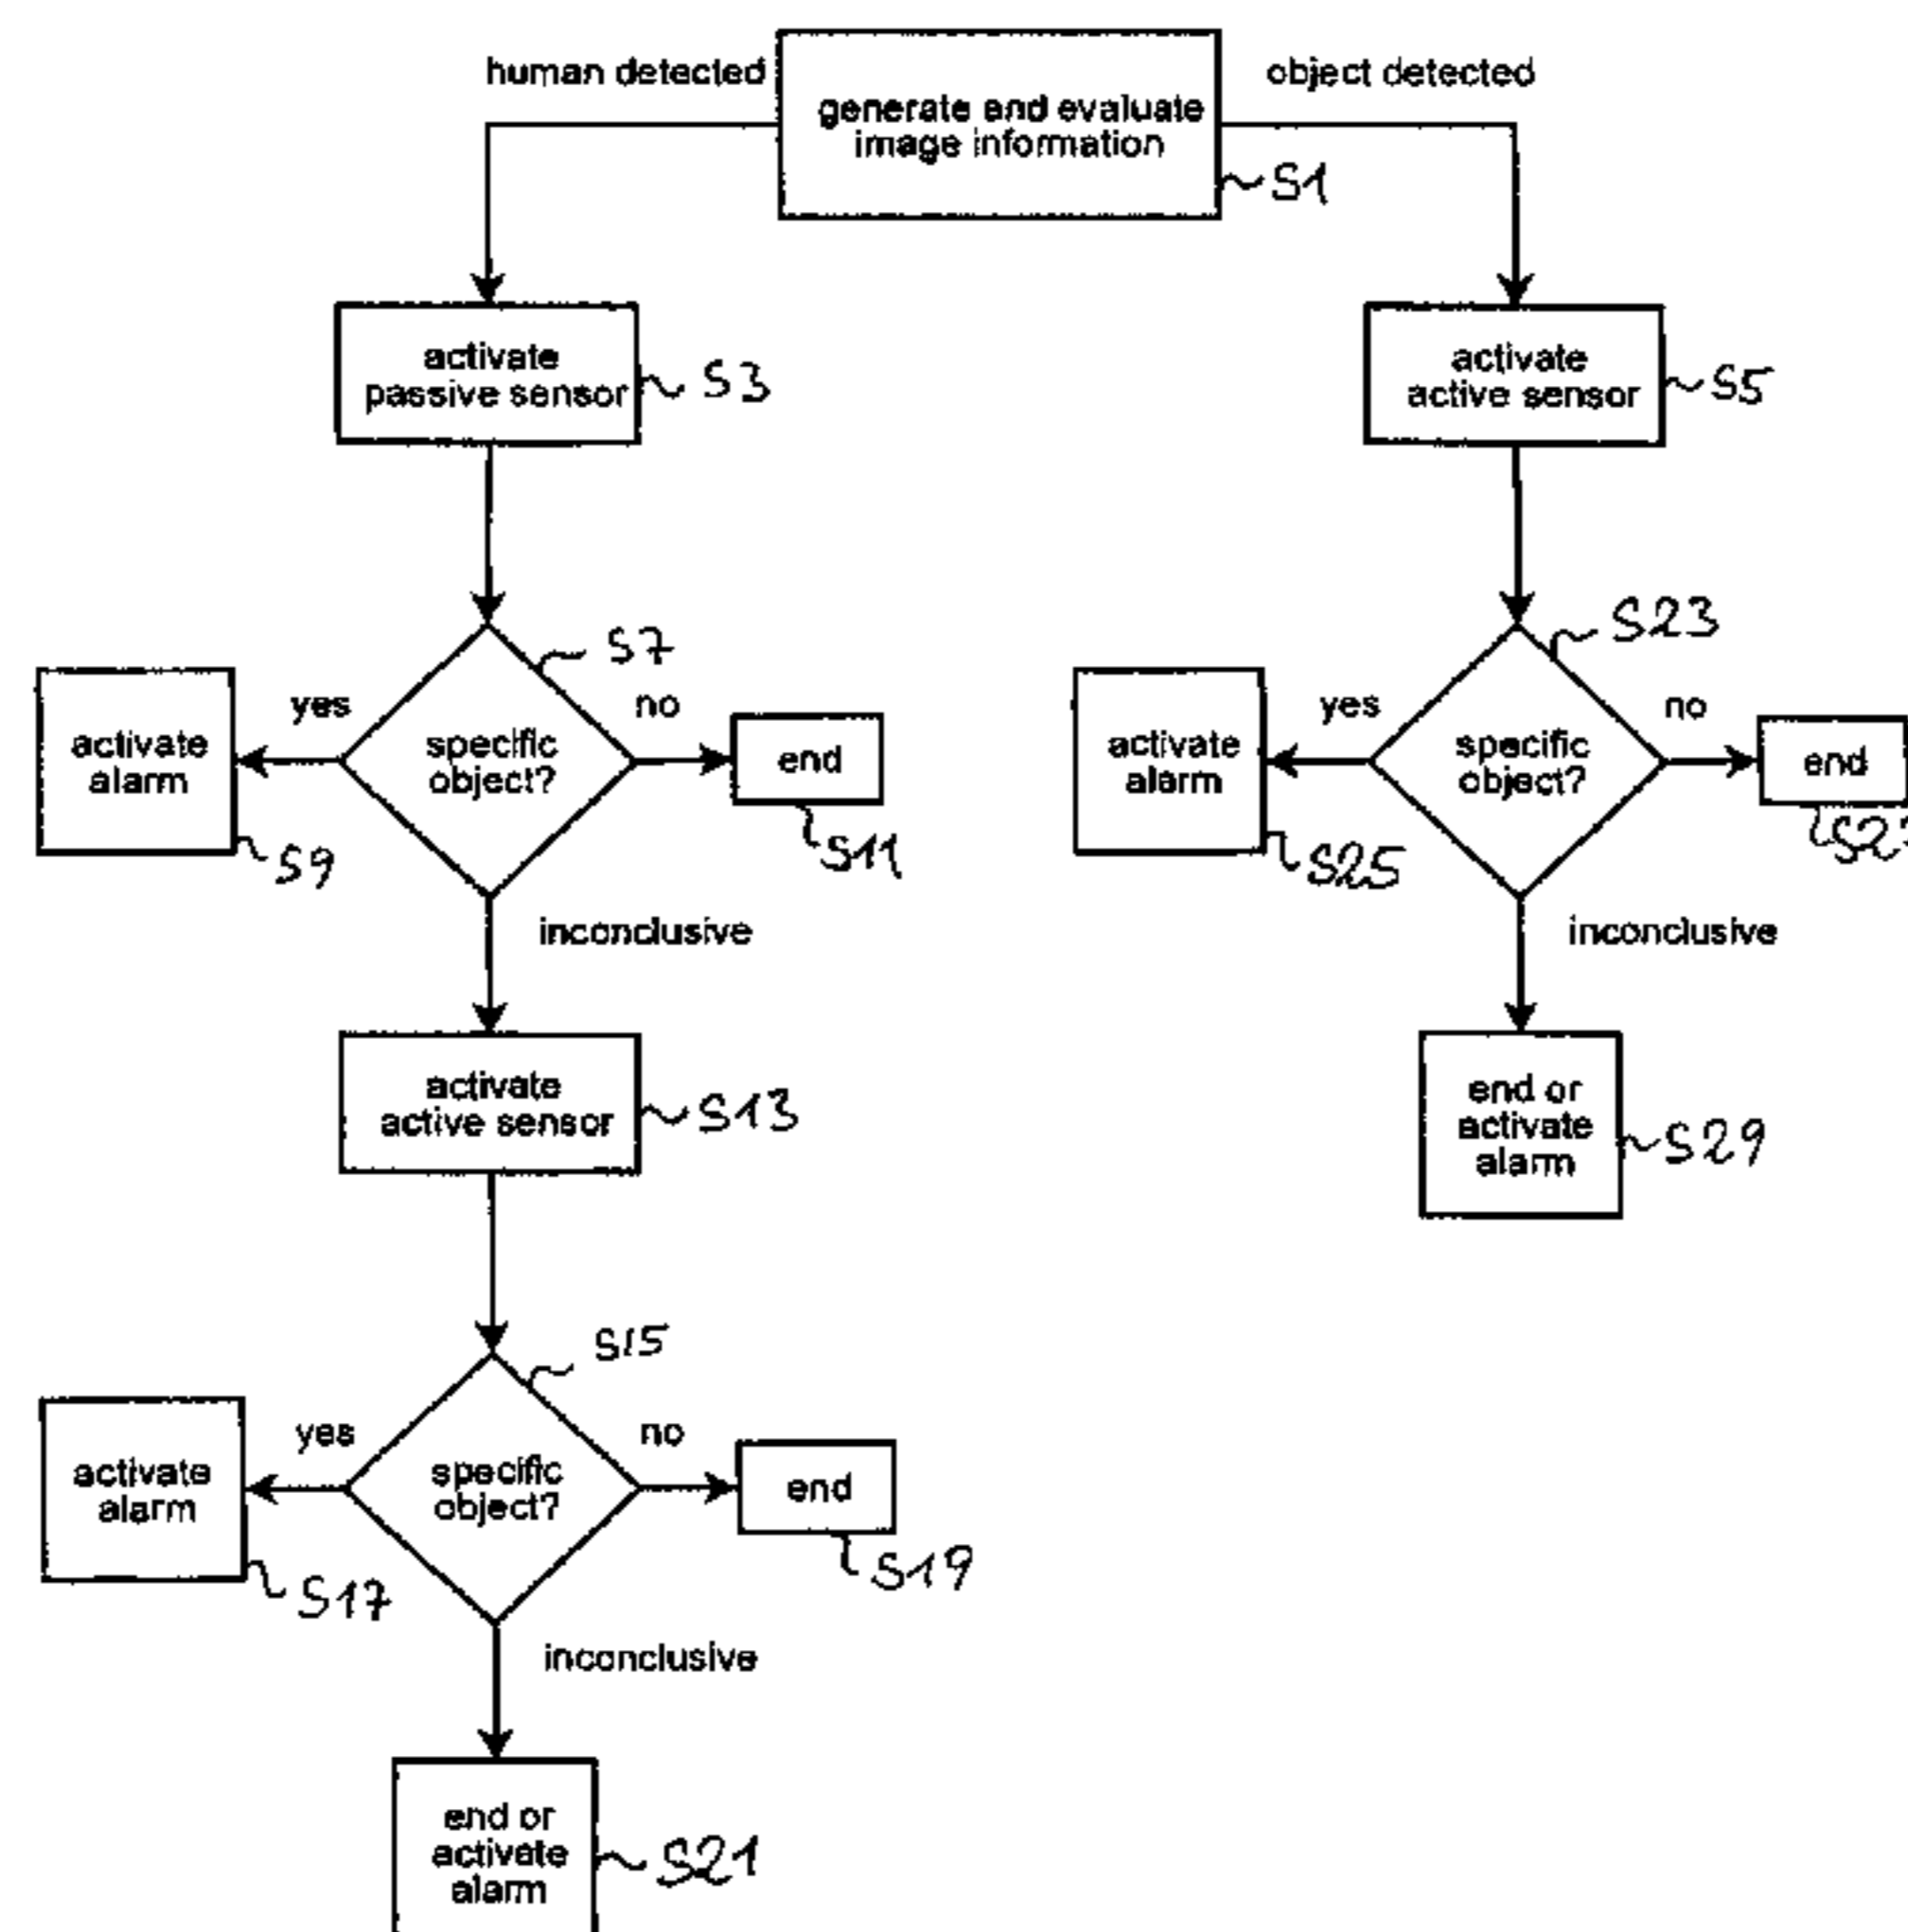 human detected
object detected
generate and evaluate
image information
S1
activate
passive sensor
S3
activate
active sensor
S5
S7
S23
yes
no
yes
no
activate
alarm
specific
object?
end
activate
alarm
specific
object?
end
S9
S11
S25
inconclusive
inconclusive
activate
active sensor
S13
end or
activate
alarm
S29
S15
yes
no
activate
alarm
specific
object?
end
S17
S19
inconclusive
end or
activate
alarm
S21